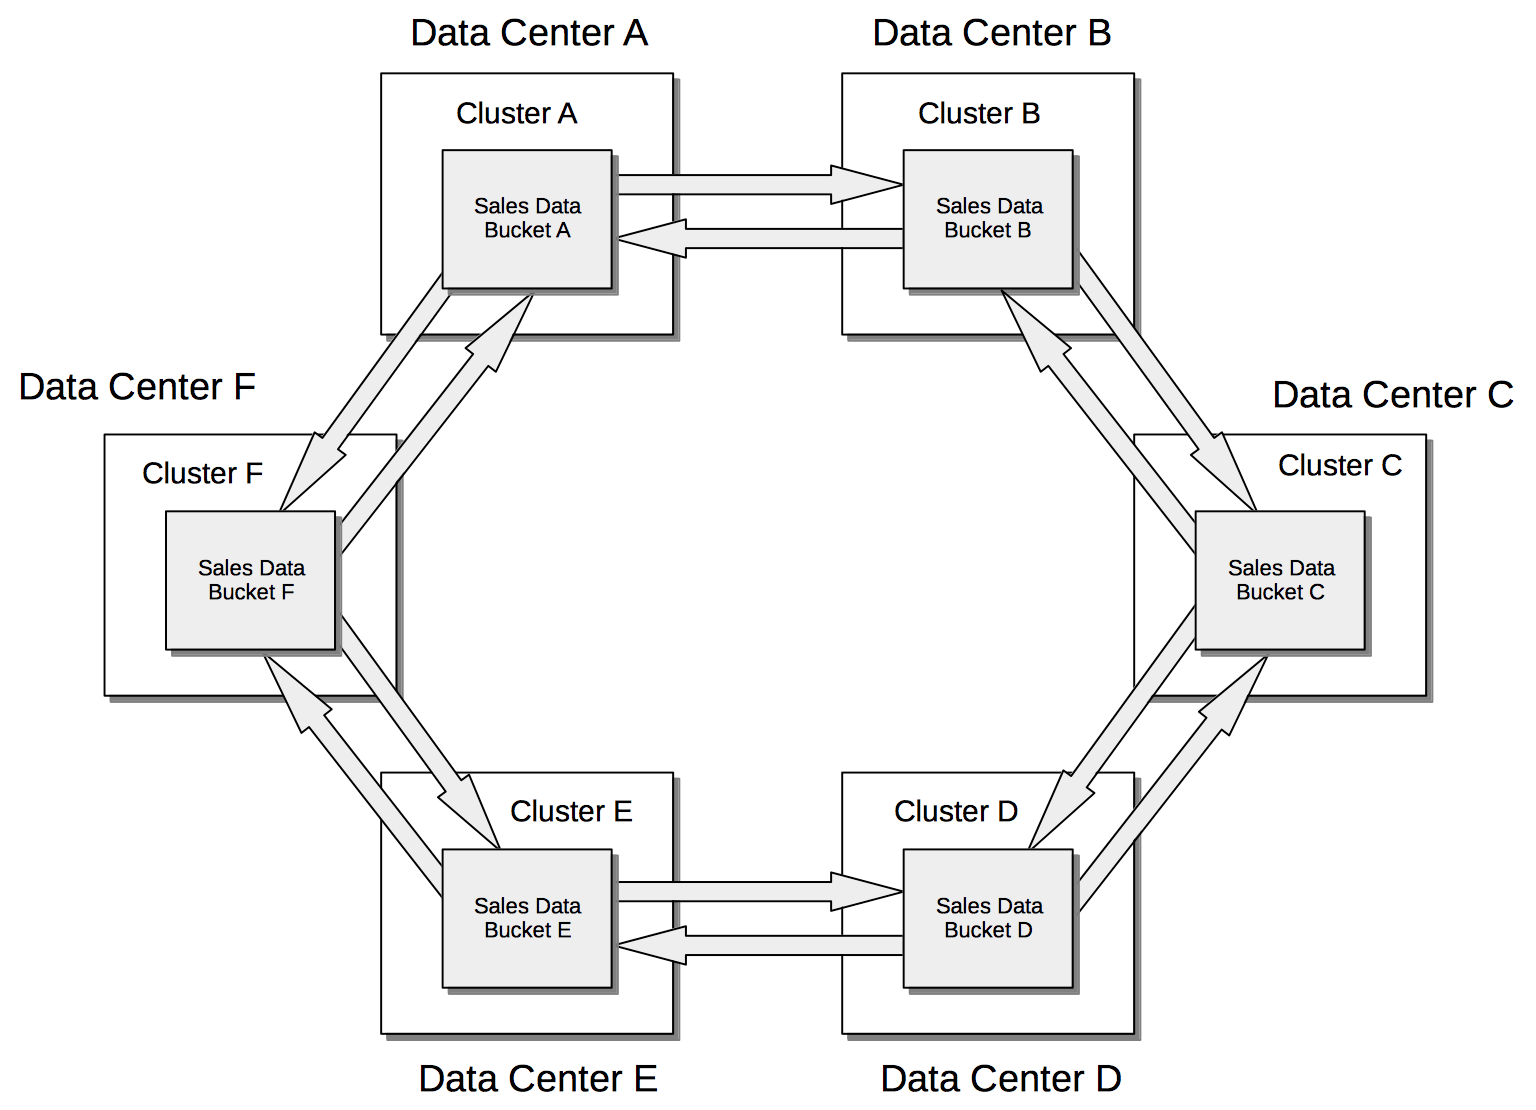 Data Center A
Data Center B
Cluster A
Cluster B
Sales Data
Bucket A
Sales Data
Bucket B
Data Center F
Data Center C
Cluster F
Cluster C
Sales Data
Bucket F
Sales Data
Bucket C
Cluster E
Cluster D
Sales Data
Bucket E
Sales Data
Bucket D
Data Center E
Data Center D